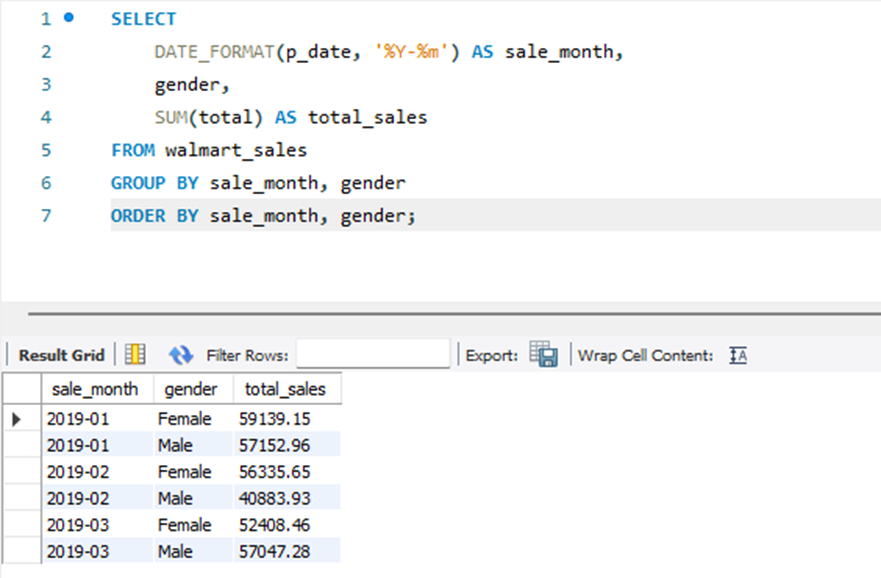 1 SELECT
2 DATE_FORMAT(p_date, '%Y-%m') AS sale_month,
3 gender,
4 SUM(total) AS total_sales
5 FROM walmart_sales
6 GROUP BY sale_month, gender
7 ORDER BY sale_month, gender;
Result Grid Filter Rows: Export: Wrap Cell Content: IA
sale_month gender total_sales
2019-01 Female 59139.15
2019-01 Male 57152.96
2019-02 Female 56335.65
2019-02 Male 40883.93
2019-03 Female 52408.46
2019-03 Male 57047.28